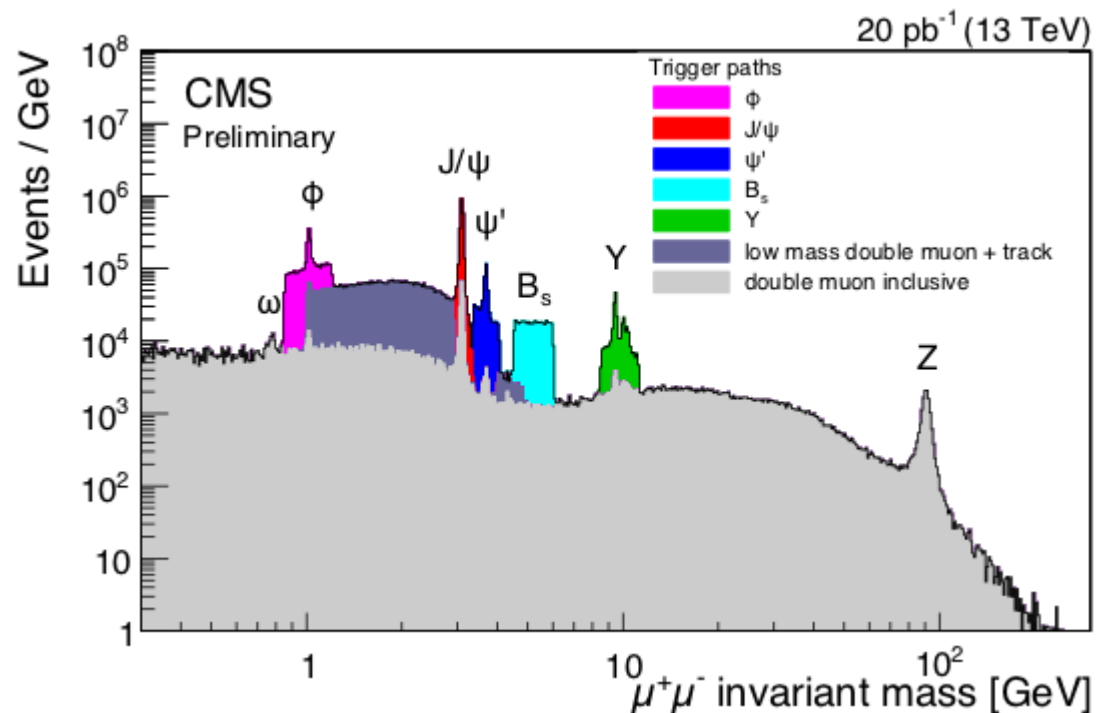 20 pb⁻¹ (13 TeV)
Events / GeV
10⁸
10⁷
10⁶
10⁵
10⁴
10³
10²
10
1
CMS
Preliminary
Trigger paths
ϕ
J/ψ
ψ'
Bₛ
Υ
low mass double muon + track
double muon inclusive
ω
ϕ
J/ψ
ψ'
Bₛ
Υ
Z
1
10
10²
μ⁺μ⁻ invariant mass [GeV]